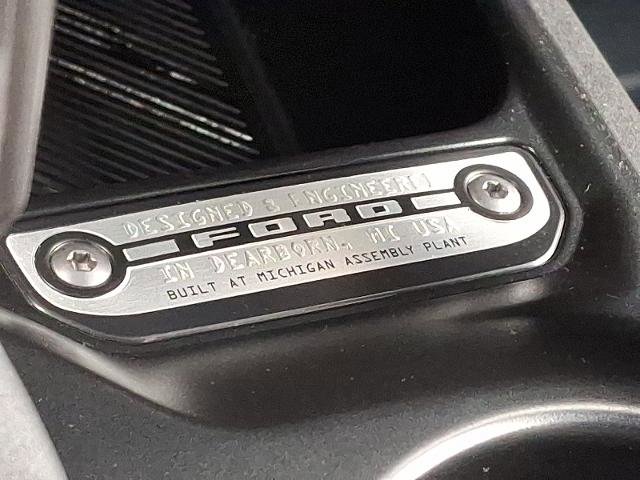 DESIGNED & ENGINEERED
FORD
IN DEARBORN, MI USA
BUILT AT MICHIGAN ASSEMBLY PLANT